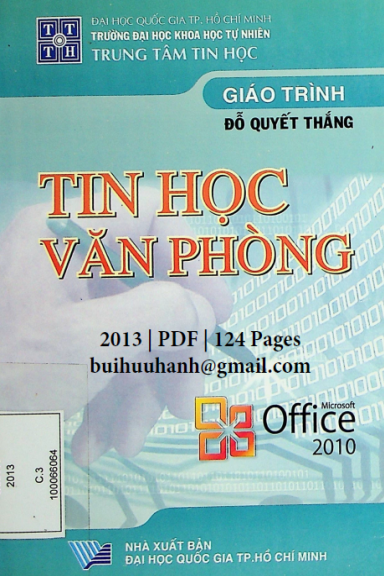 T T
T H
ĐẠI HỌC QUỐC GIA TP. HỒ CHÍ MINH
TRƯỜNG ĐẠI HỌC KHOA HỌC TỰ NHIÊN
TRUNG TÂM TIN HỌC
GIÁO TRÌNH
ĐỖ QUYẾT THẮNG
TIN HỌC
VĂN PHÒNG
2013 | PDF | 124 Pages
buihuuhanh@gmail.com
Microsoft
Office
2010
2013
C.3
100066064
NHÀ XUẤT BẢN
ĐẠI HỌC QUỐC GIA TP.HỒ CHÍ MINH